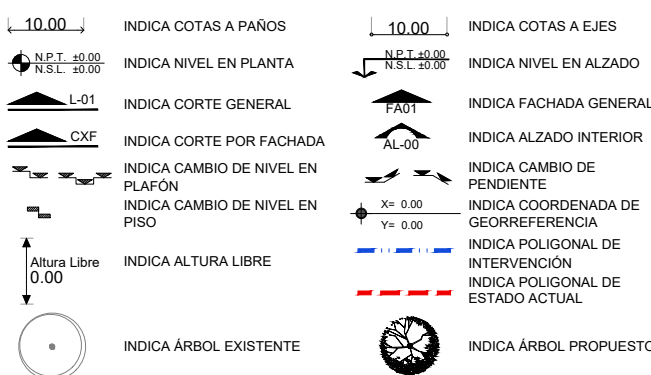 10.00 INDICA COTAS A PAÑOS
N.P.T. ±0.00
N.S.L. ±0.00
INDICA NIVEL EN PLANTA
L-01 INDICA CORTE GENERAL
CXF INDICA CORTE POR FACHADA
INDICA CAMBIO DE NIVEL EN
PLAFÓN
INDICA CAMBIO DE NIVEL EN
PISO
Altura Libre
0.00
INDICA ALTURA LIBRE
INDICA ÁRBOL EXISTENTE
10.00 INDICA COTAS A EJES
N.P.T. ±0.00
N.S.L. ±0.00
INDICA NIVEL EN ALZADO
FA01
INDICA FACHADA GENERAL
AL-00
INDICA ALZADO INTERIOR
INDICA CAMBIO DE
PENDIENTE
X= 0.00
Y= 0.00
INDICA COORDENADA DE
GEORREFERENCIA
INDICA POLIGONAL DE
INTERVENCIÓN
INDICA POLIGONAL DE
ESTADO ACTUAL
INDICA ÁRBOL PROPUESTO